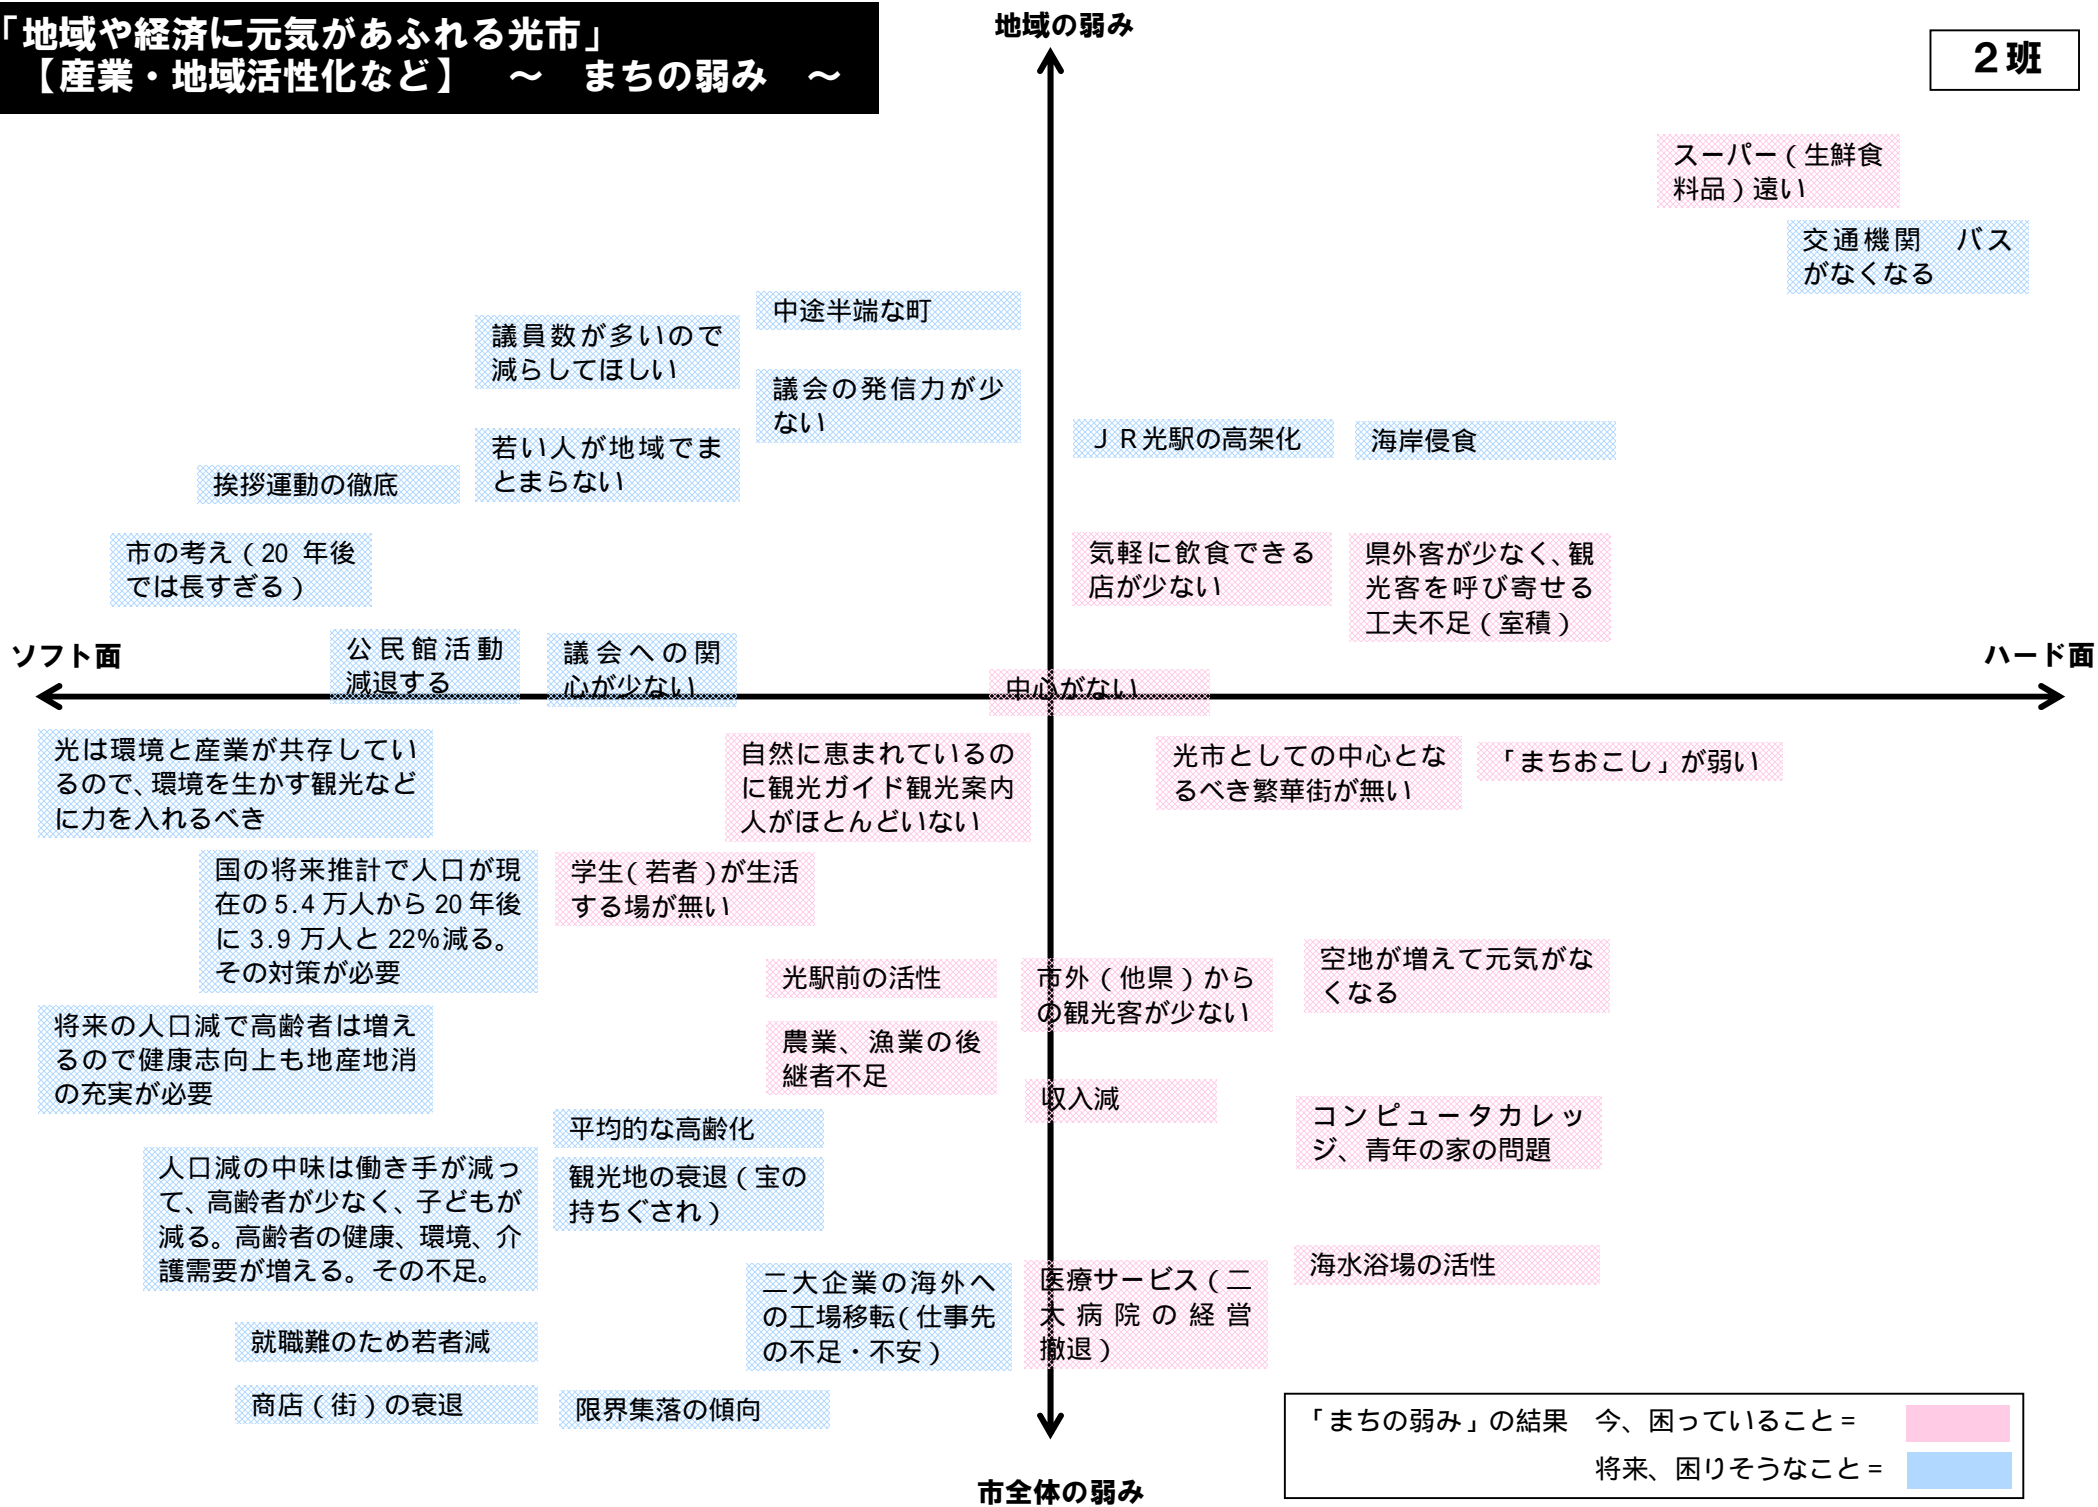 「地域や経済に元気があふれる光市」
【産業・地域活性化など】　～　まちの弱み　～
地域の弱み
２班
スーパー（生鮮食
料品）遠い
交通機関　バス
がなくなる
中途半端な町
議員数が多いので
減らしてほしい
議会の発信力が少
ない
若い人が地域でま
とまらない
ＪＲ光駅の高架化
海岸侵食
挨拶運動の徹底
市の考え（20 年後
では長すぎる）
気軽に飲食できる
店が少ない
県外客が少なく、観
光客を呼び寄せる
工夫不足（室積）
ソフト面
公民館活動
減退する
議会への関
心が少ない
中心がない
ハード面
光は環境と産業が共存してい
るので、環境を生かす観光など
に力を入れるべき
自然に恵まれているの
に観光ガイド観光案内
人がほとんどいない
光市としての中心とな
るべき繁華街が無い
「まちおこし」が弱い
国の将来推計で人口が現
在の 5.4 万人から 20 年後
に 3.9 万人と 22％減る。
その対策が必要
学生（若者）が生活
する場が無い
光駅前の活性
市外（他県）から
の観光客が少ない
空地が増えて元気がな
くなる
将来の人口減で高齢者は増え
るので健康志向上も地産地消
の充実が必要
農業、漁業の後
継者不足
収入減
コンピュータカレッ
ジ、青年の家の問題
平均的な高齢化
人口減の中味は働き手が減っ
て、高齢者が少なく、子どもが
減る。高齢者の健康、環境、介
護需要が増える。その不足。
観光地の衰退（宝の
持ちぐされ）
二大企業の海外へ
の工場移転（仕事先
の不足・不安）
医療サービス（二
大病院の経営
撤退）
海水浴場の活性
就職難のため若者減
商店（街）の衰退
限界集落の傾向
「まちの弱み」の結果　今、困っていること＝
将来、困りそうなこと＝
市全体の弱み